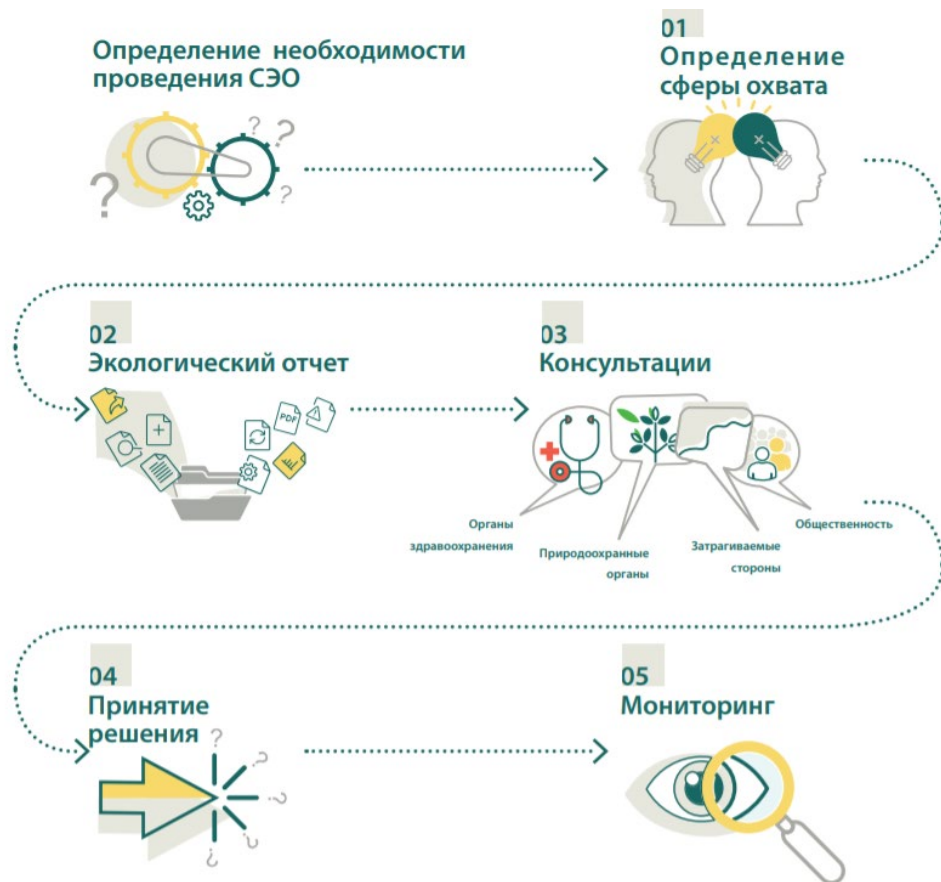 Определение необходимости
проведения СЭО
01
Определение
сферы охвата
02
Экологический отчет
PDF
03
Консультации
Органы
здравоохранения
Природоохранные
органы
Затрагиваемые
стороны
Общественность
04
Принятие
решения
05
Мониторинг